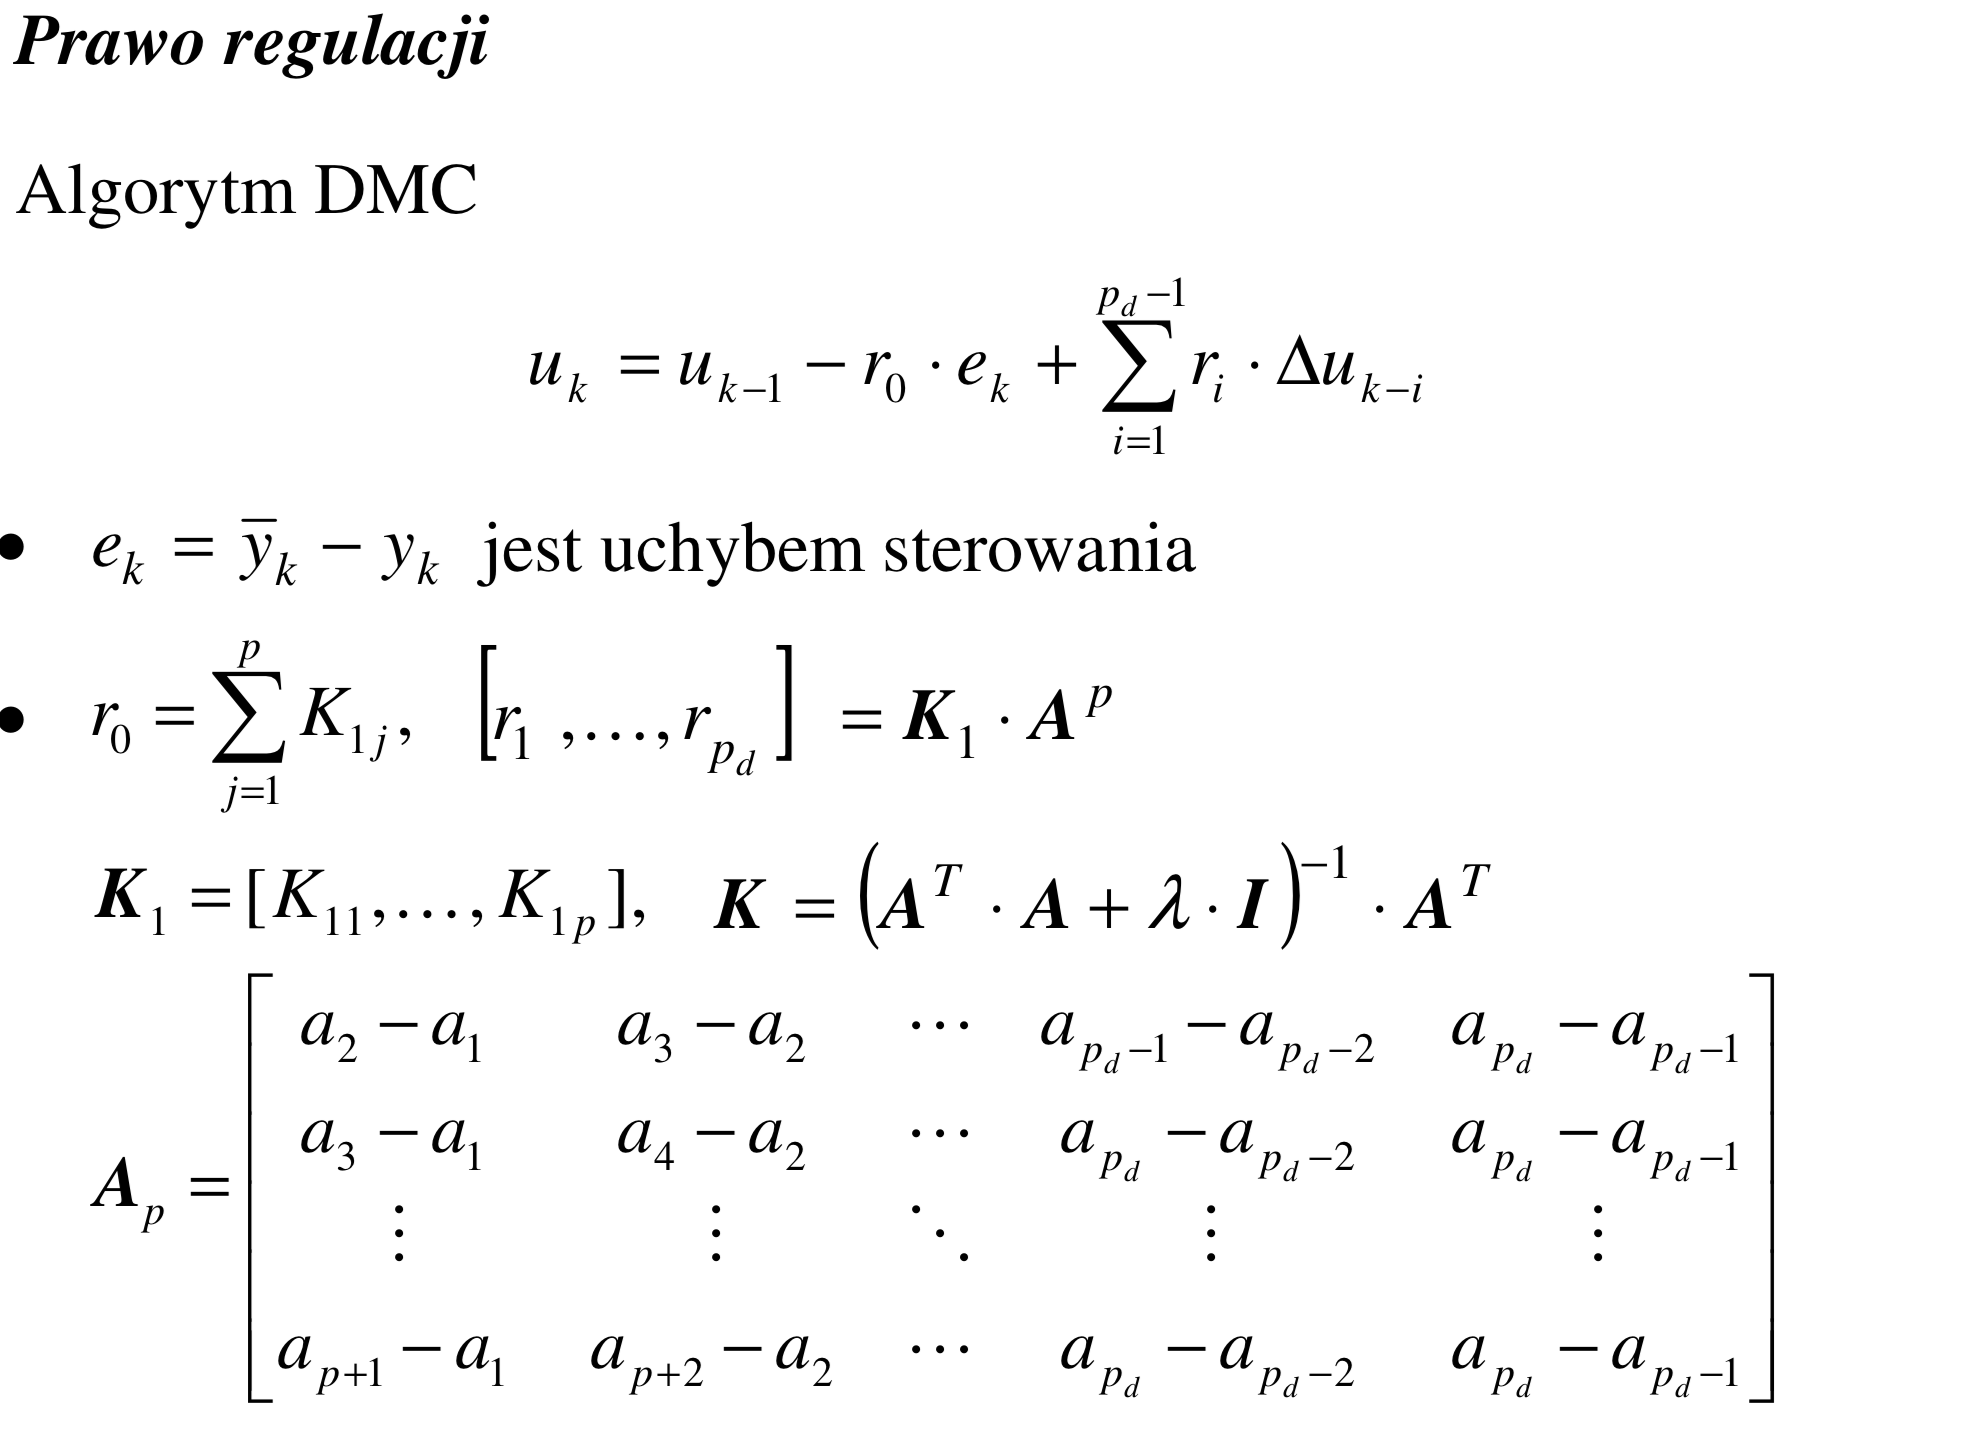 Prawo regulacji
Algorytm DMC
u_k = u_{k−1} − r_0 · e_k + ∑_{i=1}^{p_d −1} r_i · Δu_{k−i}
• e_k = \overline{y}_k − y_k jest uchybem sterowania
• r_0 = ∑_{j=1}^{p} K_{1j}, [r_1 ,…, r_{p_d}] = K_1 · A^p
K_1 = [K_{11},…, K_{1p}], K = (A^T · A + λ · I)^{−1} · A^T
A_p = [ a_2 − a_1 a_3 − a_2 ⋯ a_{p_d −1} − a_{p_d −2} a_{p_d} − a_{p_d −1}
a_3 − a_1 a_4 − a_2 ⋯ a_{p_d} − a_{p_d −2} a_{p_d} − a_{p_d −1}
⋮ ⋮ ⋱ ⋮ ⋮
a_{p+1} − a_1 a_{p+2} − a_2 ⋯ a_{p_d} − a_{p_d −2} a_{p_d} − a_{p_d −1} ]